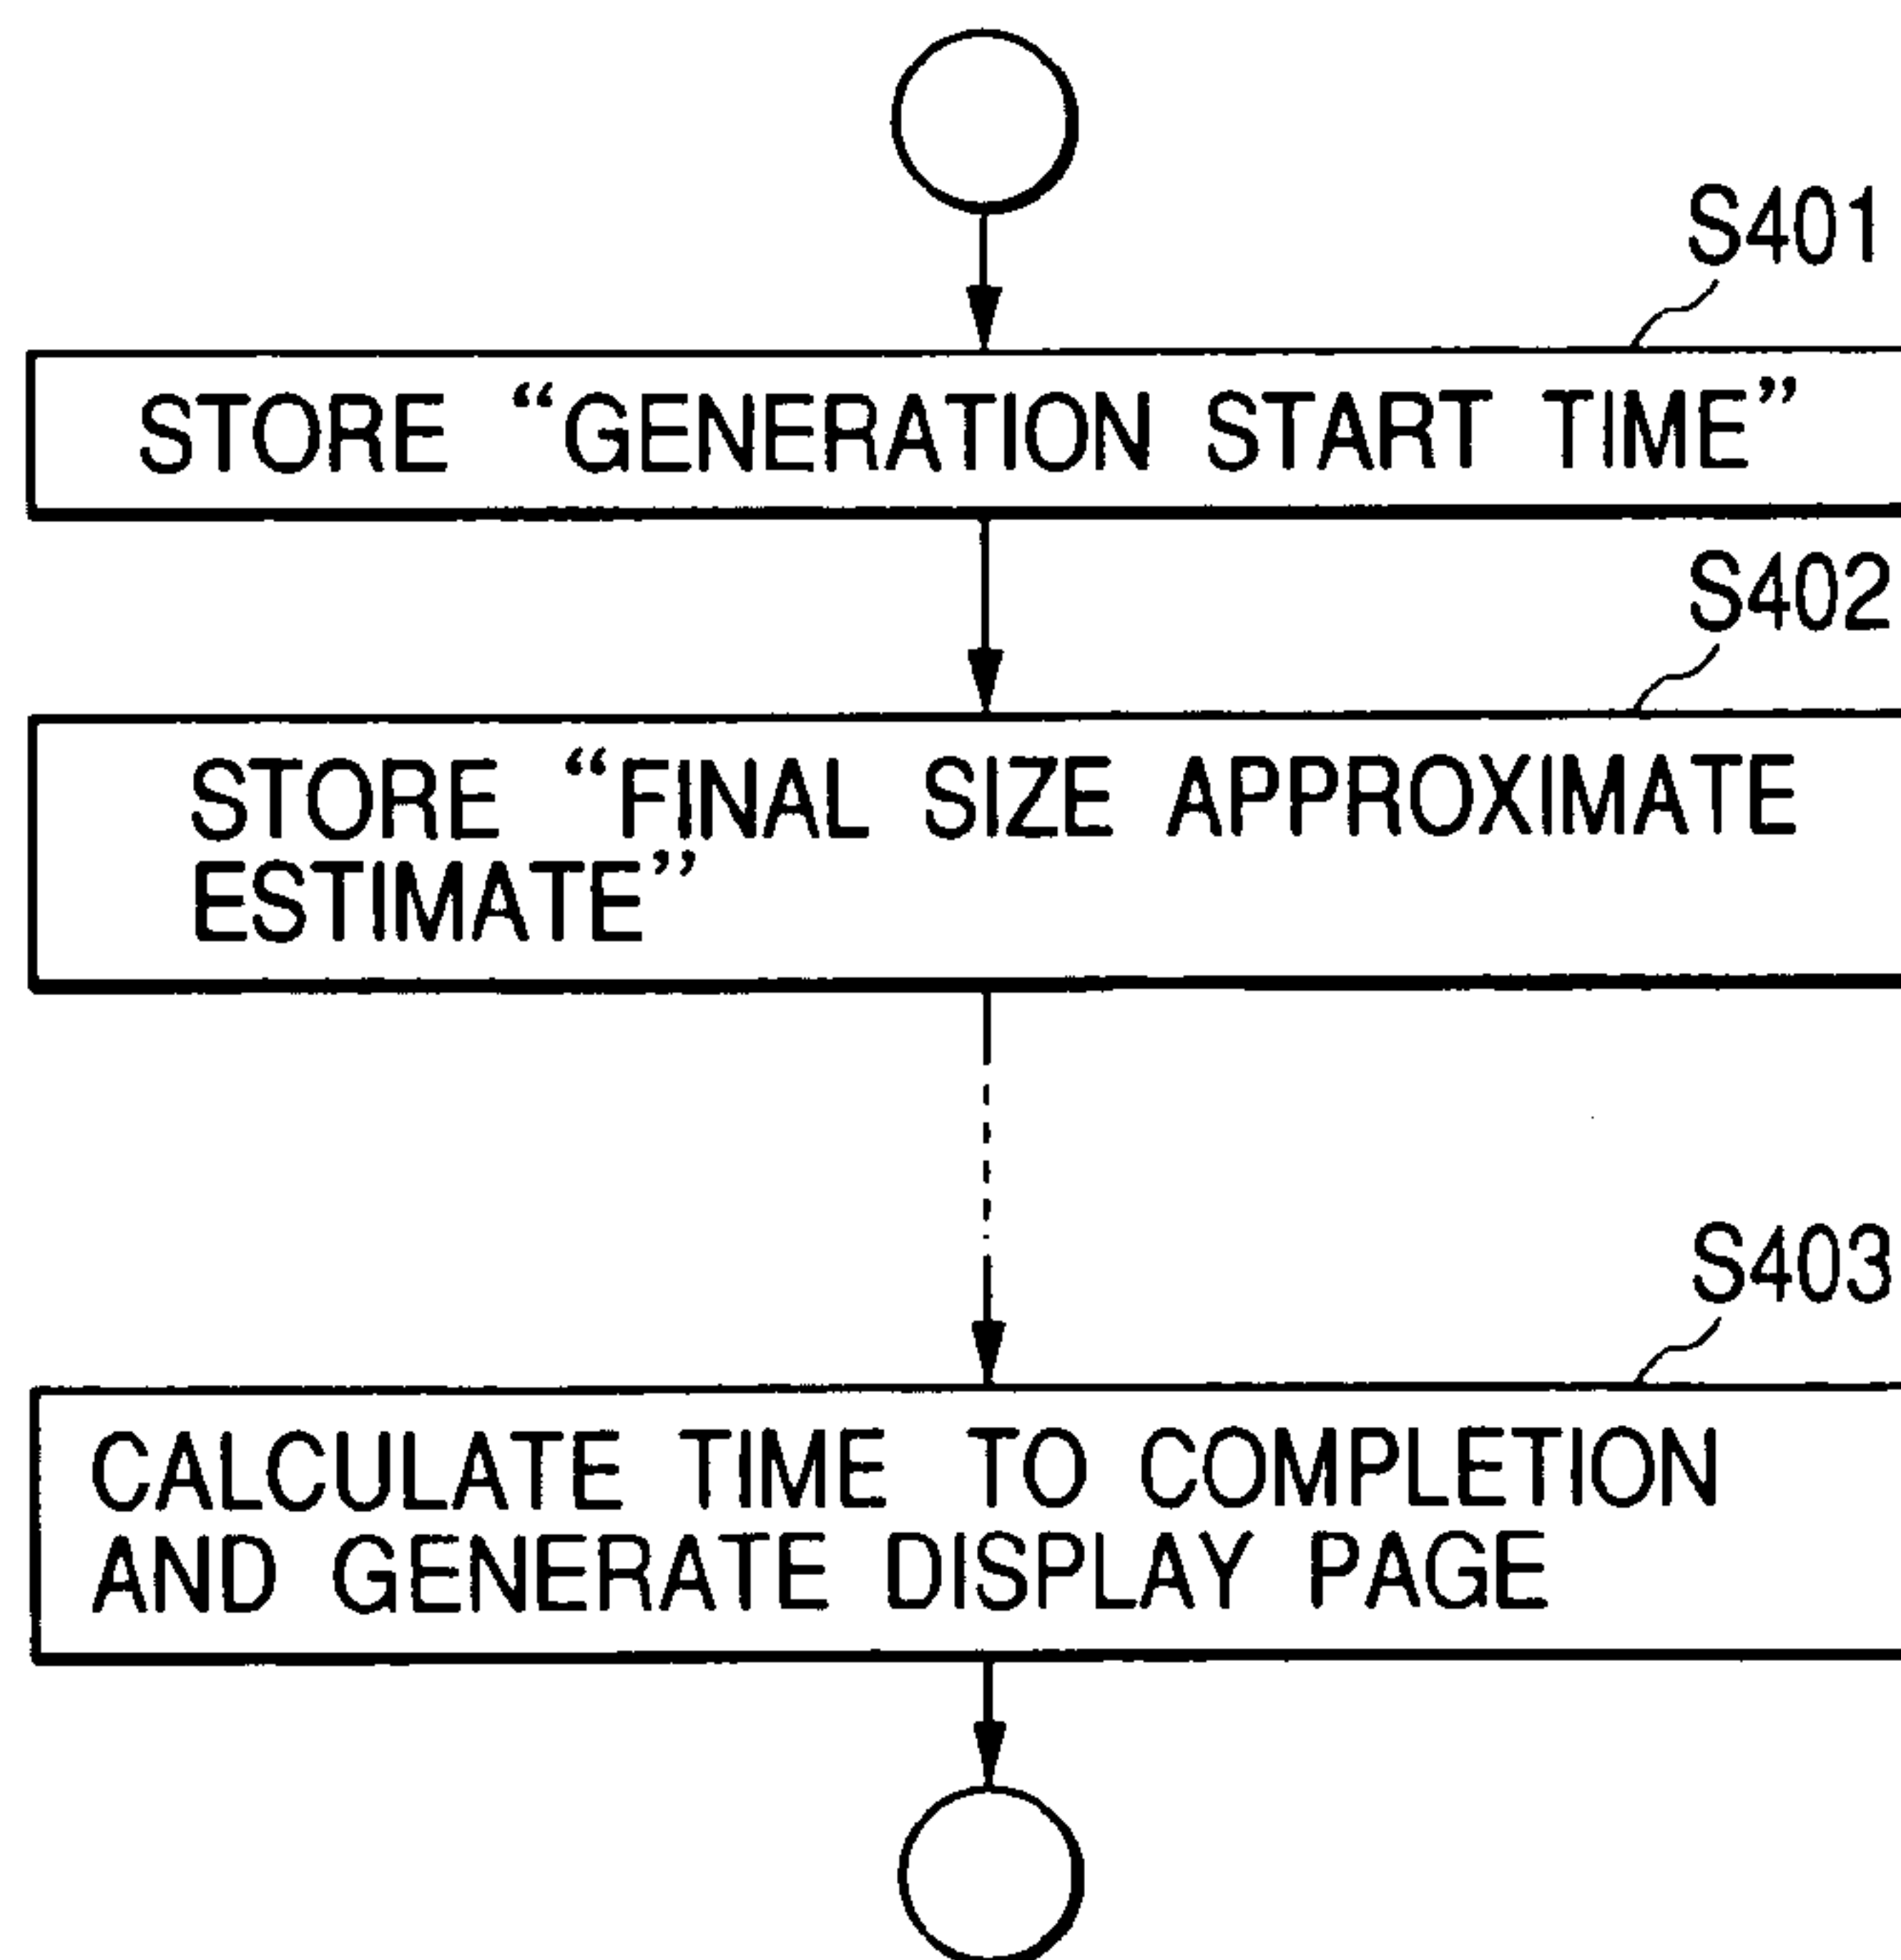 S401
STORE “GENERATION START TIME”
S402
STORE “FINAL SIZE APPROXIMATE
ESTIMATE”
S403
CALCULATE TIME TO COMPLETION
AND GENERATE DISPLAY PAGE